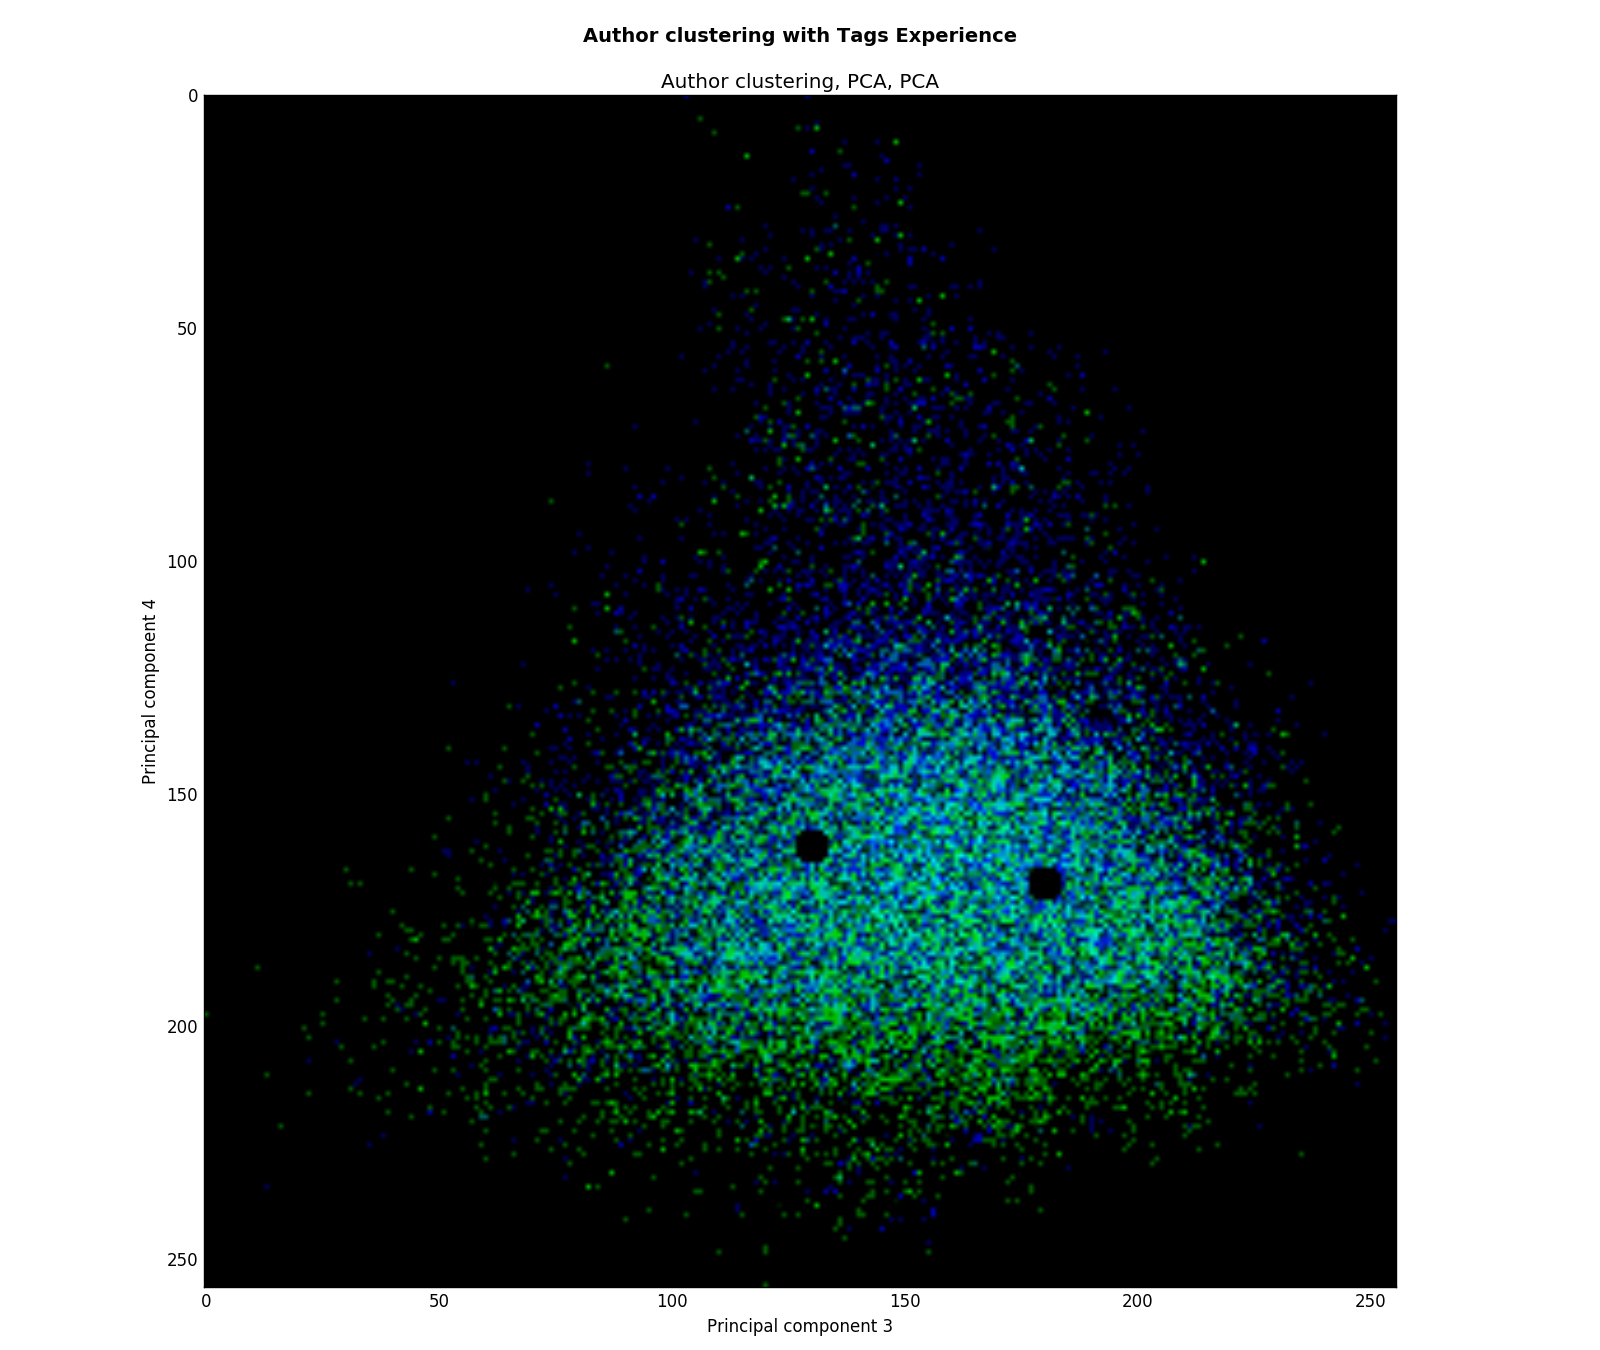 Author clustering with Tags Experience
Author clustering, PCA, PCA
0
50
100
150
200
250
Principal component 4
0 50 100 150 200 250
Principal component 3